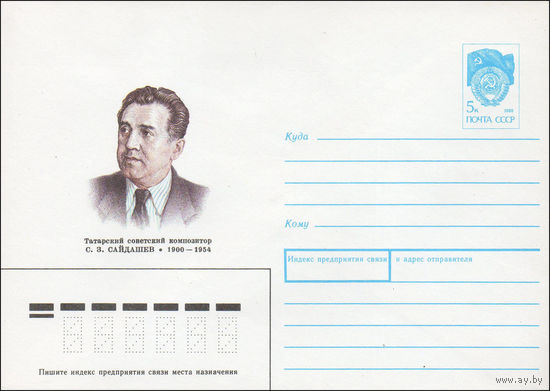 5к
1988
ПОЧТА СССР
Куда
Кому
Татарский советский композитор
С. З. САЙДАШЕВ • 1900—1954
Индекс предприятия связи и адрес отправителя
Пишите индекс предприятия связи места назначения
www.ay.by